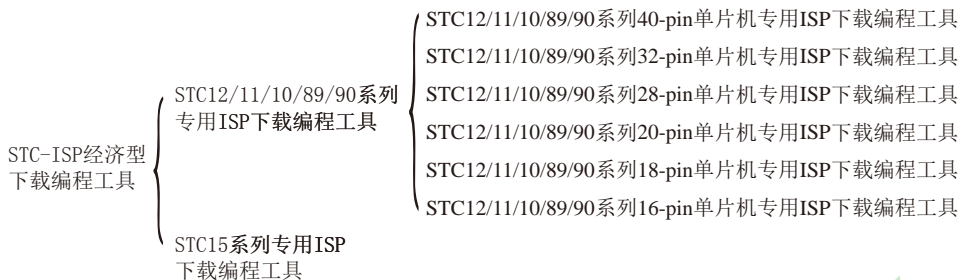 STC-ISP经济型
下载编程工具
STC12/11/10/89/90系列
专用ISP下载编程工具
STC12/11/10/89/90系列40-pin单片机专用ISP下载编程工具
STC12/11/10/89/90系列32-pin单片机专用ISP下载编程工具
STC12/11/10/89/90系列28-pin单片机专用ISP下载编程工具
STC12/11/10/89/90系列20-pin单片机专用ISP下载编程工具
STC12/11/10/89/90系列18-pin单片机专用ISP下载编程工具
STC12/11/10/89/90系列16-pin单片机专用ISP下载编程工具
STC15系列专用ISP
下载编程工具